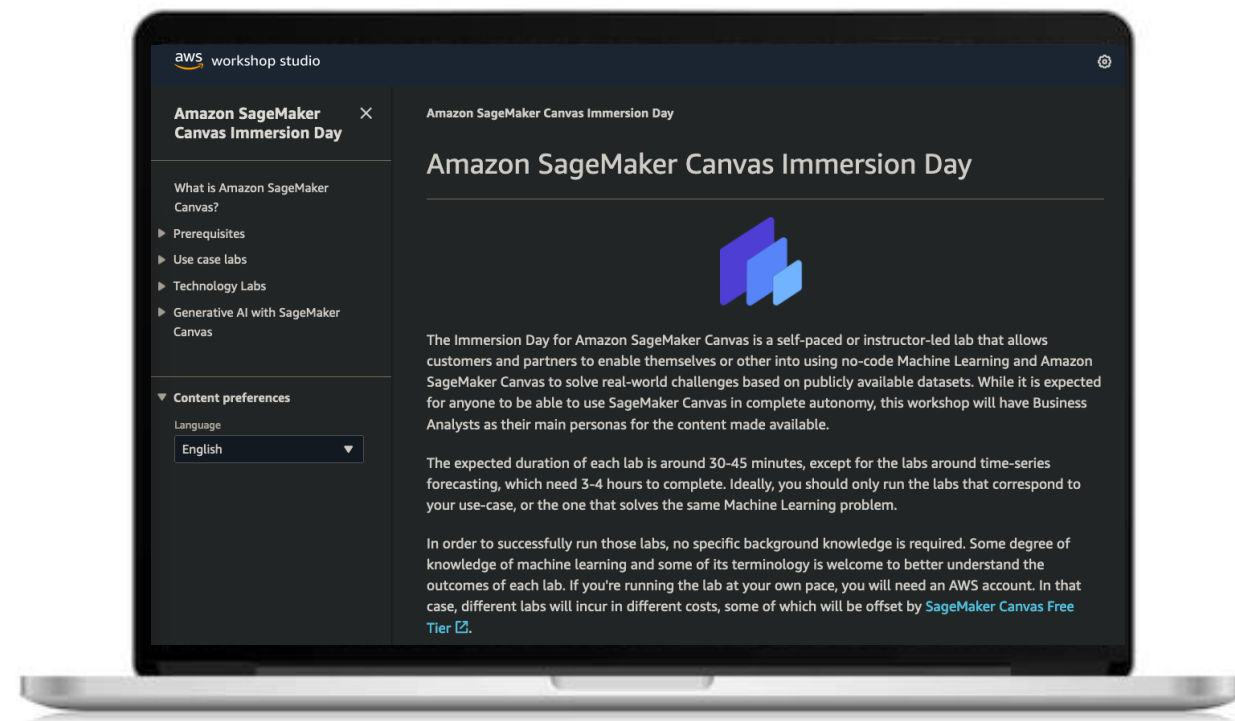 aws workshop studio
Amazon SageMaker
Canvas Immersion Day
What is Amazon SageMaker
Canvas?
Prerequisites
Use case labs
Technology Labs
Generative AI with SageMaker
Canvas
Content preferences
Language
English
Amazon SageMaker Canvas Immersion Day
Amazon SageMaker Canvas Immersion Day
The Immersion Day for Amazon SageMaker Canvas is a self-paced or instructor-led lab that allows
customers and partners to enable themselves or other into using no-code Machine Learning and Amazon
SageMaker Canvas to solve real-world challenges based on publicly available datasets. While it is expected
for anyone to be able to use SageMaker Canvas in complete autonomy, this workshop will have Business
Analysts as their main personas for the content made available.
The expected duration of each lab is around 30-45 minutes, except for the labs around time-series
forecasting, which need 3-4 hours to complete. Ideally, you should only run the labs that correspond to
your use-case, or the one that solves the same Machine Learning problem.
In order to successfully run those labs, no specific background knowledge is required. Some degree of
knowledge of machine learning and some of its terminology is welcome to better understand the
outcomes of each lab. If you're running the lab at your own pace, you will need an AWS account. In that
case, different labs will incur in different costs, some of which will be offset by SageMaker Canvas Free
Tier.